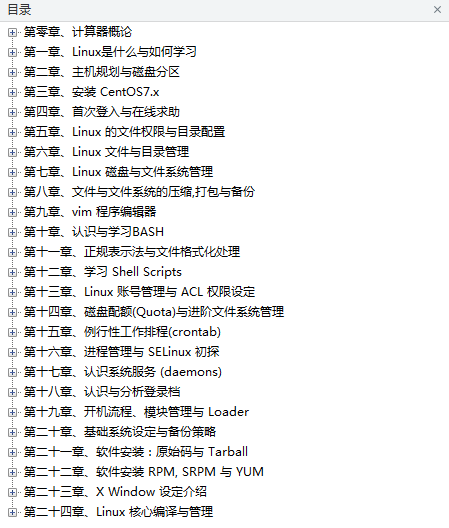 目录
第零章、计算器概论
第一章、Linux是什么与如何学习
第二章、主机规划与磁盘分区
第三章、安装 CentOS7.x
第四章、首次登入与在线求助
第五章、Linux 的文件权限与目录配置
第六章、Linux 文件与目录管理
第七章、Linux 磁盘与文件系统管理
第八章、文件与文件系统的压缩,打包与备份
第九章、vim 程序编辑器
第十章、认识与学习BASH
第十一章、正规表示法与文件格式化处理
第十二章、学习 Shell Scripts
第十三章、Linux 账号管理与 ACL 权限设定
第十四章、磁盘配额(Quota)与进阶文件系统管理
第十五章、例行性工作排程(crontab)
第十六章、进程管理与 SELinux 初探
第十七章、认识系统服务 (daemons)
第十八章、认识与分析登录档
第十九章、开机流程、模块管理与 Loader
第二十章、基础系统设定与备份策略
第二十一章、软件安装：原始码与 Tarball
第二十二章、软件安装 RPM, SRPM 与 YUM
第二十三章、X Window 设定介绍
第二十四章、Linux 核心编译与管理